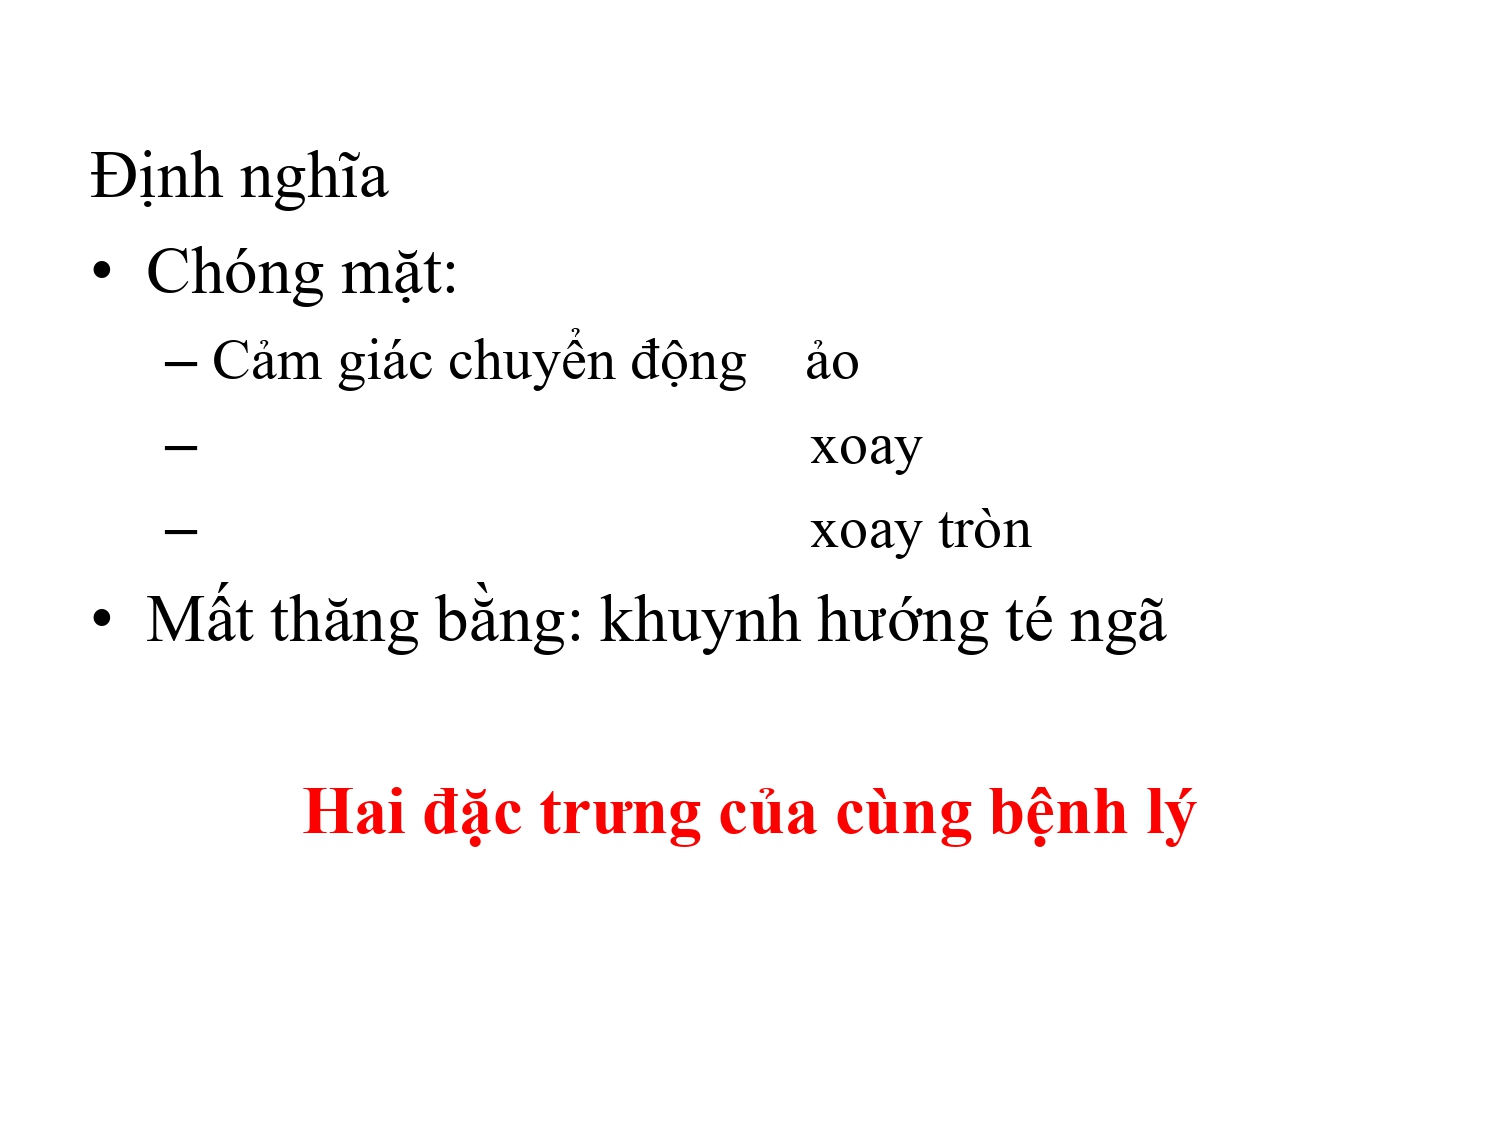 Định nghĩa
• Chóng mặt:
– Cảm giác chuyển động ảo
– xoay
– xoay tròn
• Mất thăng bằng: khuynh hướng té ngã
Hai đặc trưng của cùng bệnh lý